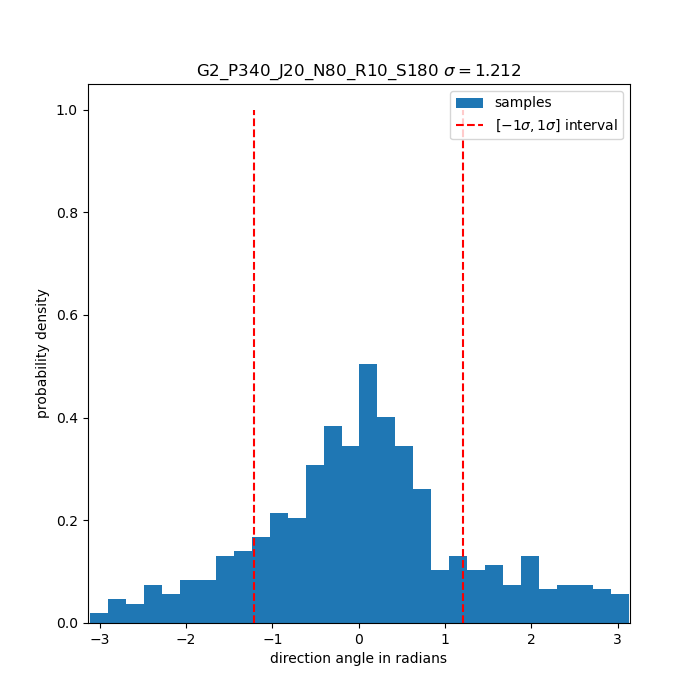 G2_P340_J20_N80_R10_S180 σ = 1.212
samples
[−1σ, 1σ] interval
1.0
0.8
0.6
0.4
0.2
0.0
probability density
−3 −2 −1 0 1 2 3
direction angle in radians